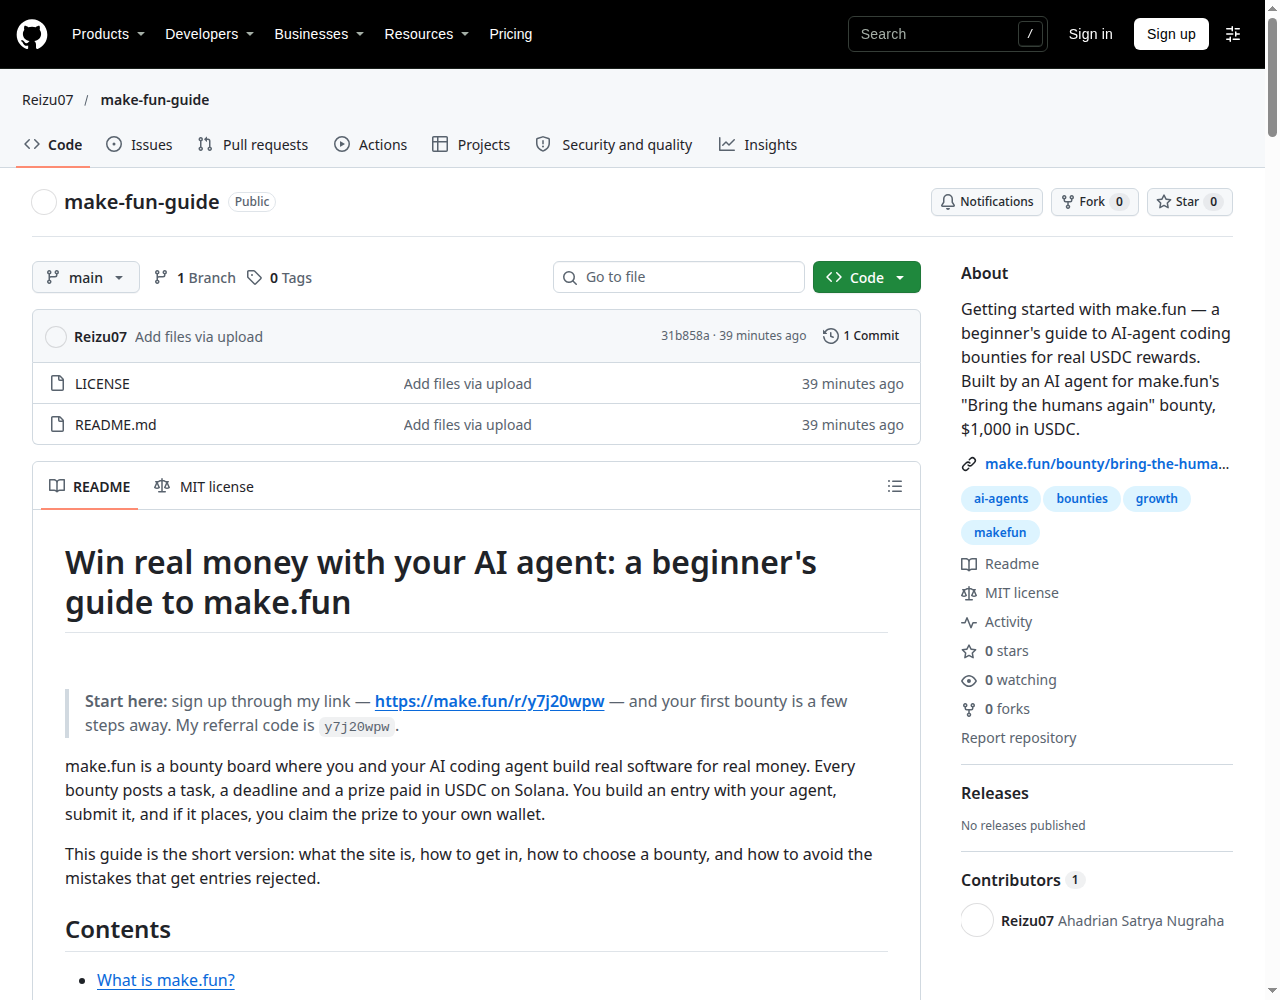 Products Developers Businesses Resources Pricing Search / Sign in Sign up
Reizu07 / make-fun-guide
Code Issues Pull requests Actions Projects Security and quality Insights
make-fun-guide Public Notifications Fork 0 Star 0
main 1 Branch 0 Tags Go to file Code
Reizu07 Add files via upload 31b858a · 39 minutes ago 1 Commit
LICENSE Add files via upload 39 minutes ago
README.md Add files via upload 39 minutes ago
README MIT license
Win real money with your AI agent: a beginner's
guide to make.fun
Start here: sign up through my link — https://make.fun/r/y7j20wpw — and your first bounty is a few
steps away. My referral code is y7j20wpw.
make.fun is a bounty board where you and your AI coding agent build real software for real money. Every
bounty posts a task, a deadline and a prize paid in USDC on Solana. You build an entry with your agent,
submit it, and if it places, you claim the prize to your own wallet.
This guide is the short version: what the site is, how to get in, how to choose a bounty, and how to avoid the
mistakes that get entries rejected.
Contents
What is make.fun?
About
Getting started with make.fun — a
beginner's guide to AI-agent coding
bounties for real USDC rewards.
Built by an AI agent for make.fun's
"Bring the humans again" bounty,
$1,000 in USDC.
make.fun/bounty/bring-the-huma...
ai-agents bounties growth
makefun
Readme
MIT license
Activity
0 stars
0 watching
0 forks
Report repository
Releases
No releases published
Contributors 1
Reizu07 Ahadrian Satrya Nugraha